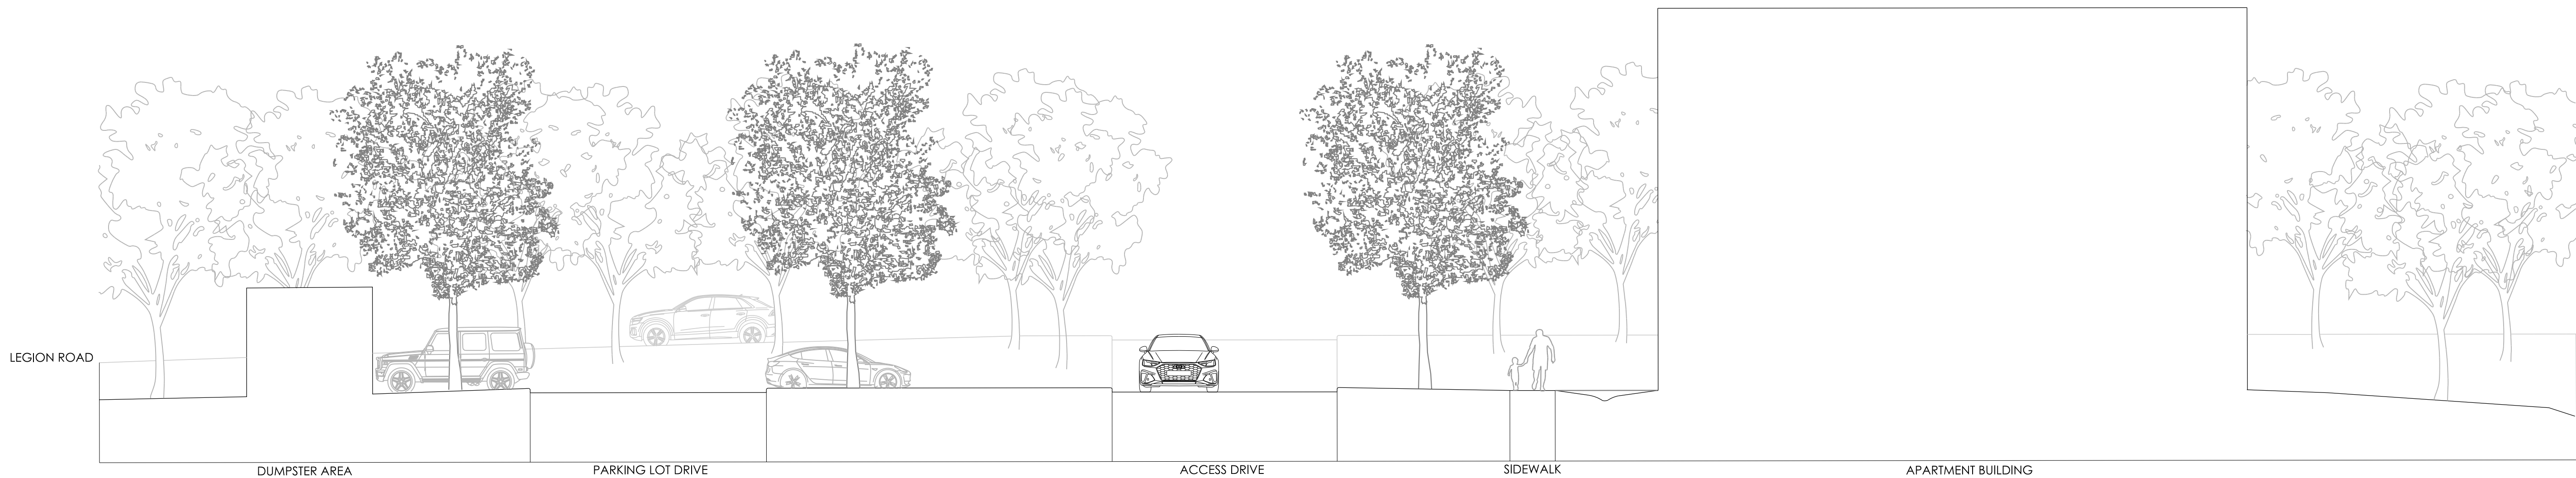 LEGION ROAD
DUMPSTER AREA
PARKING LOT DRIVE
ACCESS DRIVE
SIDEWALK
APARTMENT BUILDING